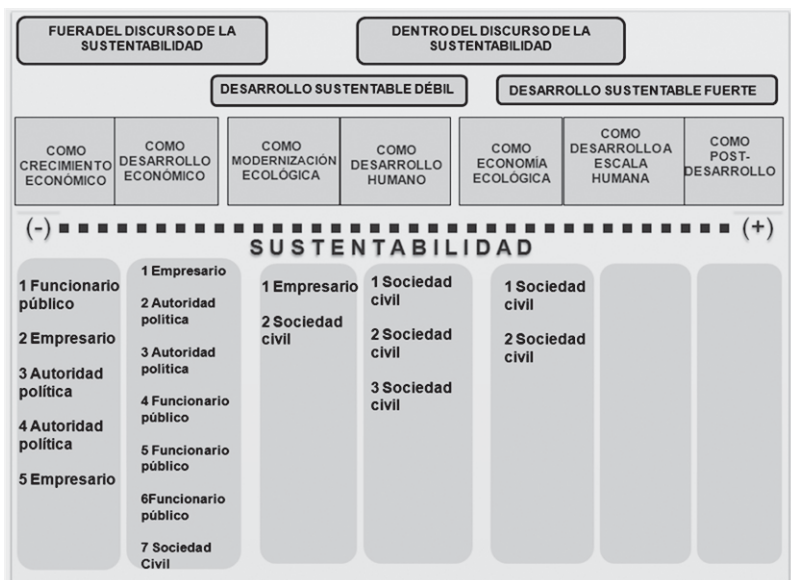 FUERA DEL DISCURSO DE LA
SUSTENTABILIDAD
DENTRO DEL DISCURSO DE LA
SUSTENTABILIDAD
DESARROLLO SUSTENTABLE DÉBIL
DESARROLLO SUSTENTABLE FUERTE
COMO
CRECIMIENTO
ECONÓMICO
COMO
DESARROLLO
ECONÓMICO
COMO
MODERNIZACIÓN
ECOLÓGICA
COMO
DESARROLLO
HUMANO
COMO
ECONOMÍA
ECOLÓGICA
COMO
DESARROLLO A
ESCALA
HUMANA
COMO
POST-
DESARROLLO
(-)
(+)
SUSTENTABILIDAD
1 Funcionario
público
2 Empresario
3 Autoridad
política
4 Autoridad
política
5 Empresario
1 Empresario
2 Autoridad
política
3 Autoridad
política
4 Funcionario
público
5 Funcionario
público
6Funcionario
público
7 Sociedad
Civil
1 Empresario
2 Sociedad
civil
1 Sociedad
civil
2 Sociedad
civil
3 Sociedad
civil
1 Sociedad
civil
2 Sociedad
civil